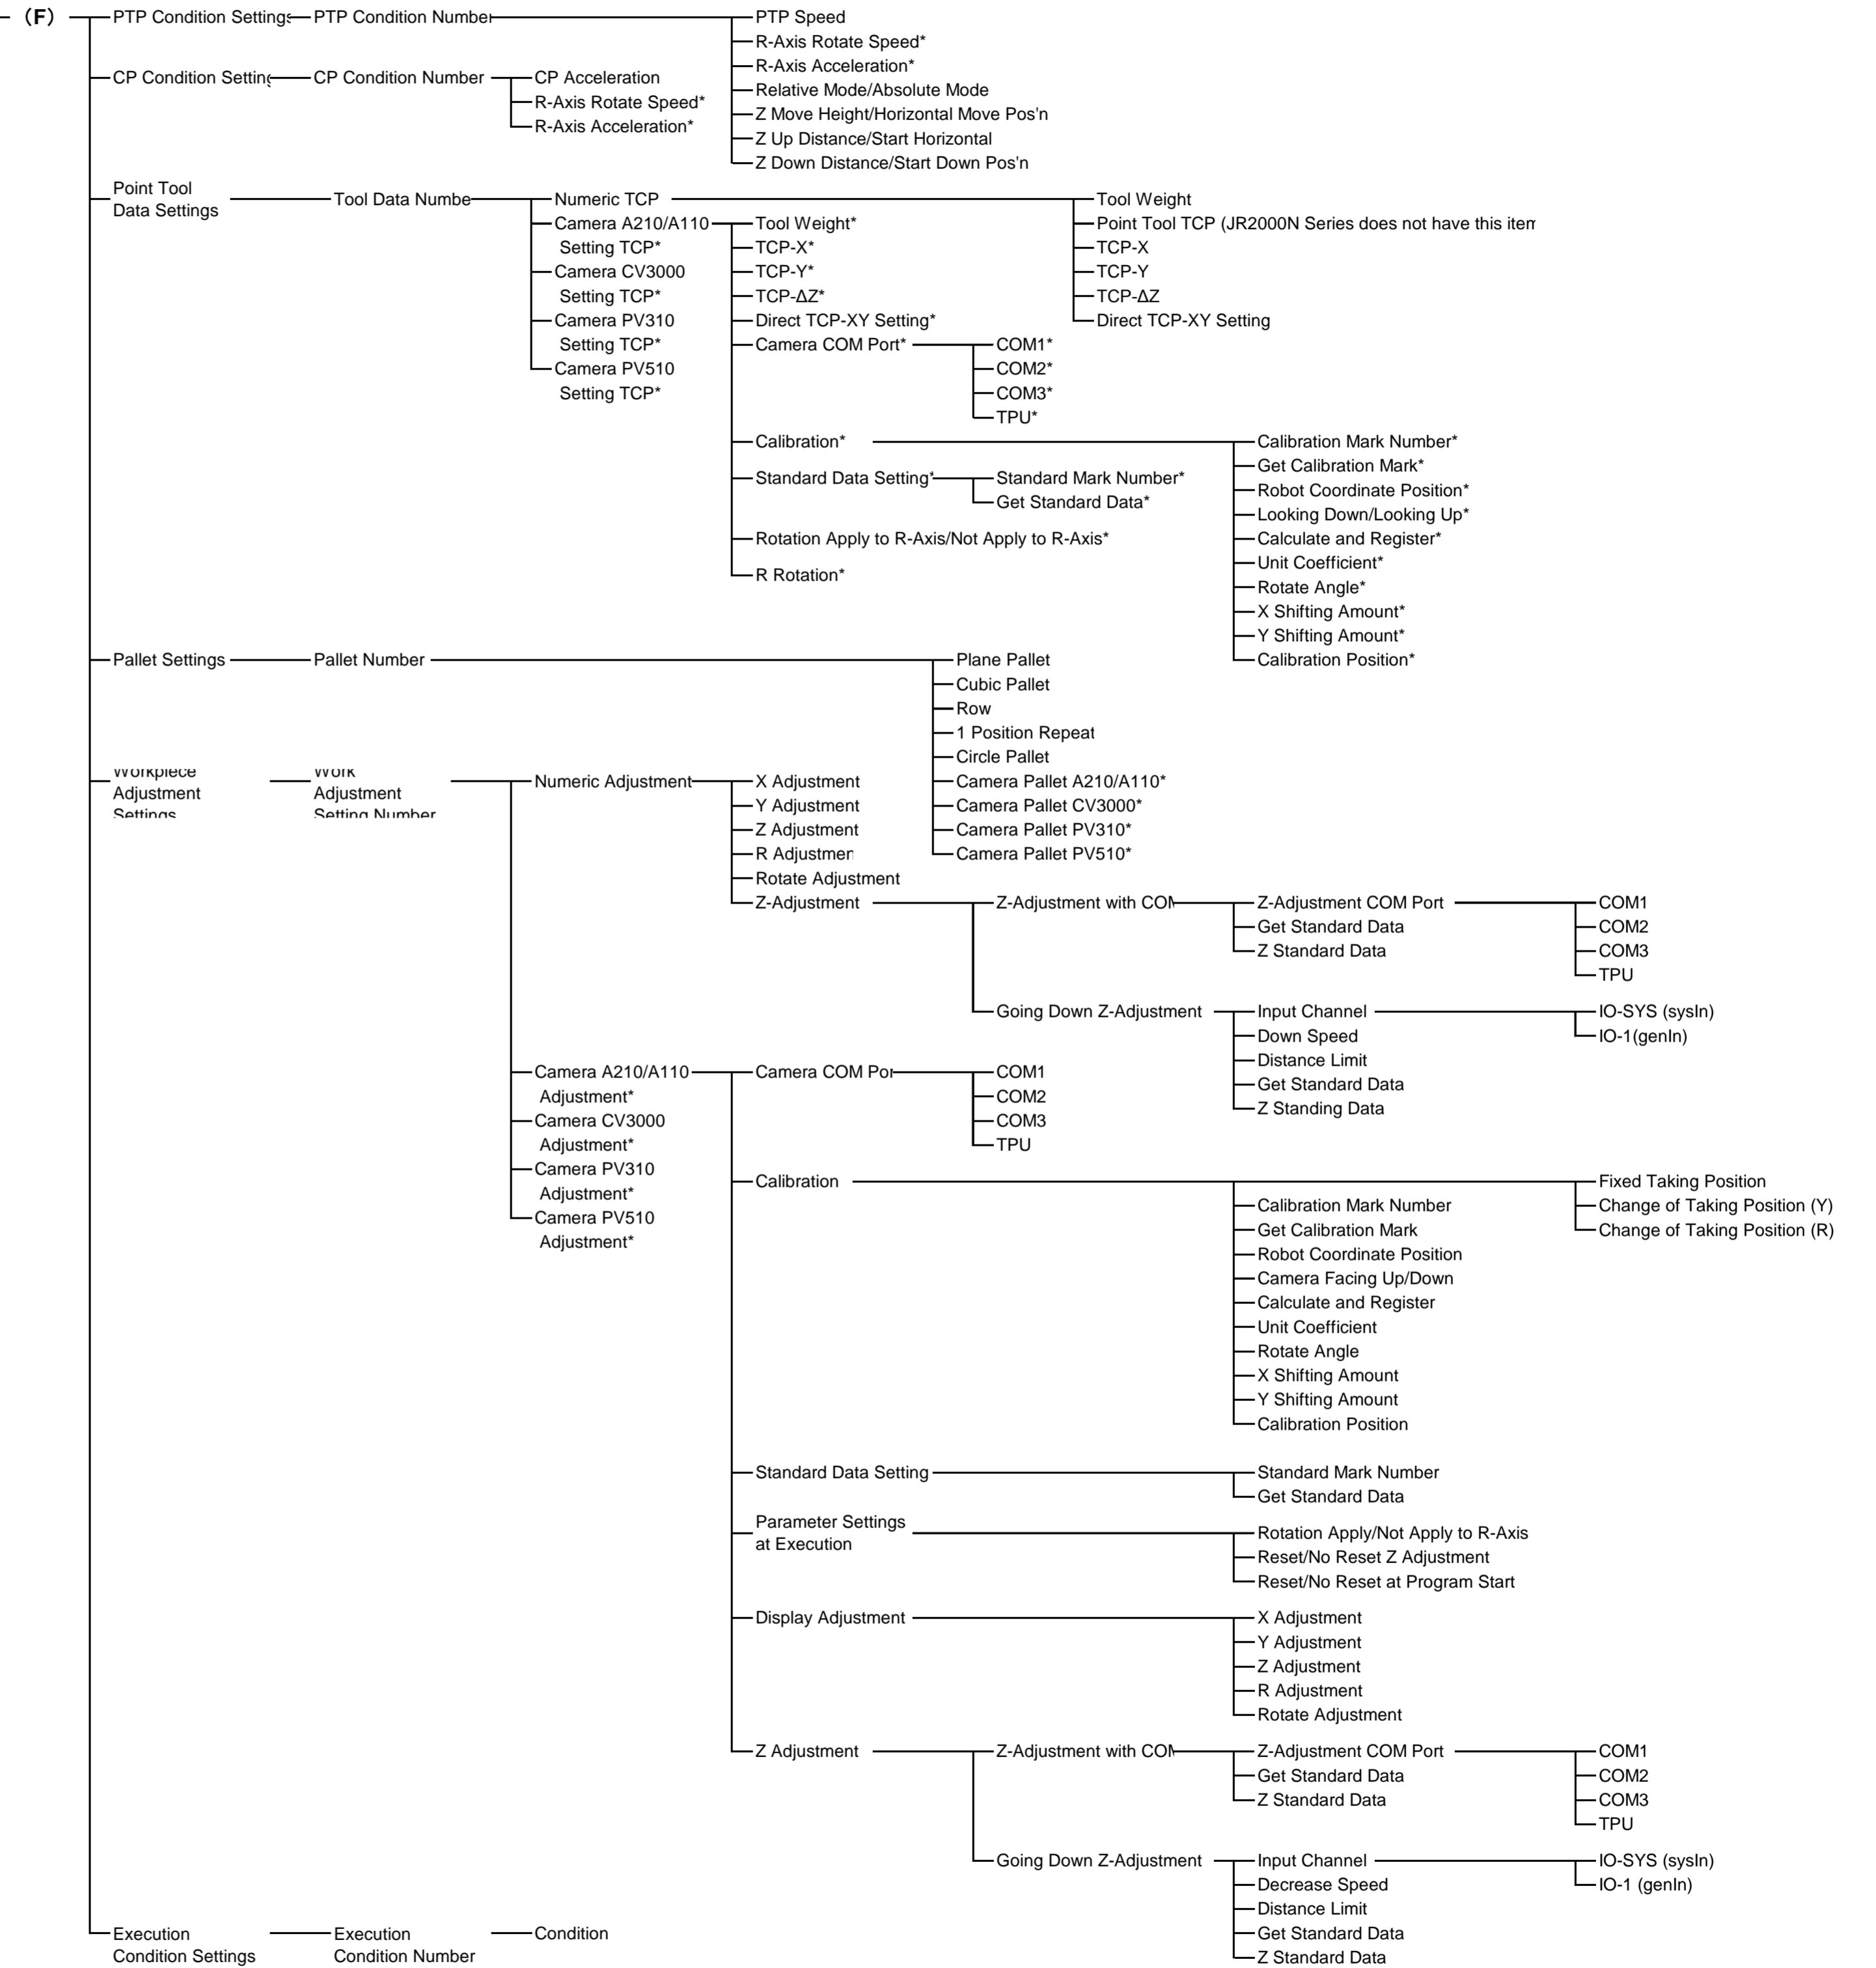 (F)
PTP Condition Settings
PTP Condition Number
PTP Speed
R-Axis Rotate Speed*
R-Axis Acceleration*
Relative Mode/Absolute Mode
Z Move Height/Horizontal Move Pos'n
Z Up Distance/Start Horizontal
Z Down Distance/Start Down Pos'n
CP Condition Setting
CP Condition Number
CP Acceleration
R-Axis Rotate Speed*
R-Axis Acceleration*
Point Tool
Data Settings
Tool Data Numbe
Numeric TCP
Tool Weight
Point Tool TCP (JR2000N Series does not have this item
TCP-X
TCP-Y
TCP-ΔZ
Direct TCP-XY Setting
Camera A210/A110
Setting TCP*
Camera CV3000
Setting TCP*
Camera PV310
Setting TCP*
Camera PV510
Setting TCP*
Tool Weight*
TCP-X*
TCP-Y*
TCP-ΔZ*
Direct TCP-XY Setting*
Camera COM Port*
COM1*
COM2*
COM3*
TPU*
Calibration*
Calibration Mark Number*
Get Calibration Mark*
Robot Coordinate Position*
Looking Down/Looking Up*
Calculate and Register*
Unit Coefficient*
Rotate Angle*
X Shifting Amount*
Y Shifting Amount*
Calibration Position*
Standard Data Setting*
Standard Mark Number*
Get Standard Data*
Rotation Apply to R-Axis/Not Apply to R-Axis*
R Rotation*
Pallet Settings
Pallet Number
Plane Pallet
Cubic Pallet
Row
1 Position Repeat
Circle Pallet
Camera Pallet A210/A110*
Camera Pallet CV3000*
Camera Pallet PV310*
Camera Pallet PV510*
Workpiece
Adjustment
Settings
Work
Adjustment
Setting Number
Numeric Adjustment
X Adjustment
Y Adjustment
Z Adjustment
R Adjustmer
Rotate Adjustment
Z-Adjustment
Z-Adjustment with COM
Z-Adjustment COM Port
COM1
COM2
COM3
TPU
Get Standard Data
Z Standard Data
Going Down Z-Adjustment
Input Channel
IO-SYS (sysIn)
IO-1(genIn)
Down Speed
Distance Limit
Get Standard Data
Z Standing Data
Camera A210/A110
Adjustment*
Camera CV3000
Adjustment*
Camera PV310
Adjustment*
Camera PV510
Adjustment*
Camera COM Por
COM1
COM2
COM3
TPU
Calibration
Fixed Taking Position
Change of Taking Position (Y)
Change of Taking Position (R)
Calibration Mark Number
Get Calibration Mark
Robot Coordinate Position
Camera Facing Up/Down
Calculate and Register
Unit Coefficient
Rotate Angle
X Shifting Amount
Y Shifting Amount
Calibration Position
Standard Data Setting
Standard Mark Number
Get Standard Data
Parameter Settings
at Execution
Rotation Apply/Not Apply to R-Axis
Reset/No Reset Z Adjustment
Reset/No Reset at Program Start
Display Adjustment
X Adjustment
Y Adjustment
Z Adjustment
R Adjustment
Rotate Adjustment
Z Adjustment
Z-Adjustment with COM
Z-Adjustment COM Port
COM1
COM2
COM3
TPU
Get Standard Data
Z Standard Data
Going Down Z-Adjustment
Input Channel
IO-SYS (sysIn)
IO-1 (genIn)
Decrease Speed
Distance Limit
Get Standard Data
Z Standard Data
Execution
Condition Settings
Execution
Condition Number
Condition